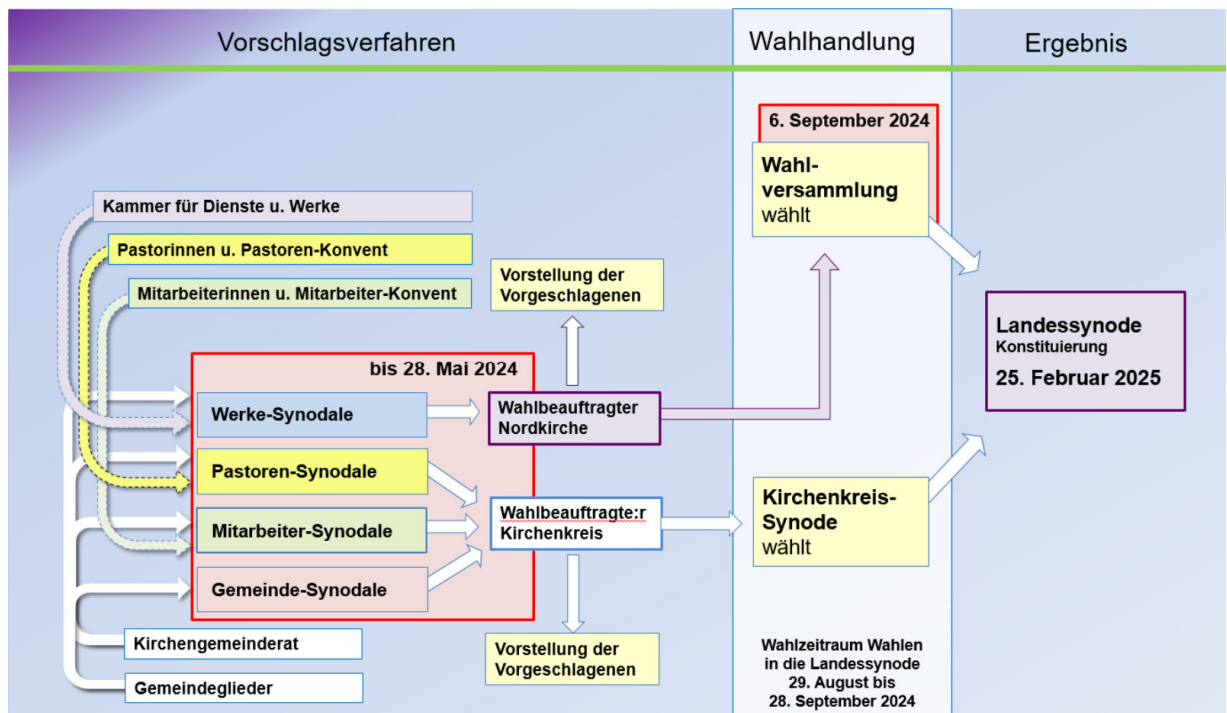 Vorschlagsverfahren
Wahlhandlung
Ergebnis
Kammer für Dienste u. Werke
Pastorinnen u. Pastoren-Konvent
Mitarbeiterinnen u. Mitarbeiter-Konvent
bis 28. Mai 2024
Werke-Synodale
Pastoren-Synodale
Mitarbeiter-Synodale
Gemeinde-Synodale
Kirchengemeinderat
Gemeindeglieder
Vorstellung der
Vorgeschlagenen
Wahlbeauftragter
Nordkirche
Wahlbeauftragte:r
Kirchenkreis
Vorstellung der
Vorgeschlagenen
6. September 2024
Wahl-
versammlung
wählt
Kirchenkreis-
Synode
wählt
Wahlzeitraum Wahlen
in die Landessynode
29. August bis
28. September 2024
Landessynode
Konstituierung
25. Februar 2025